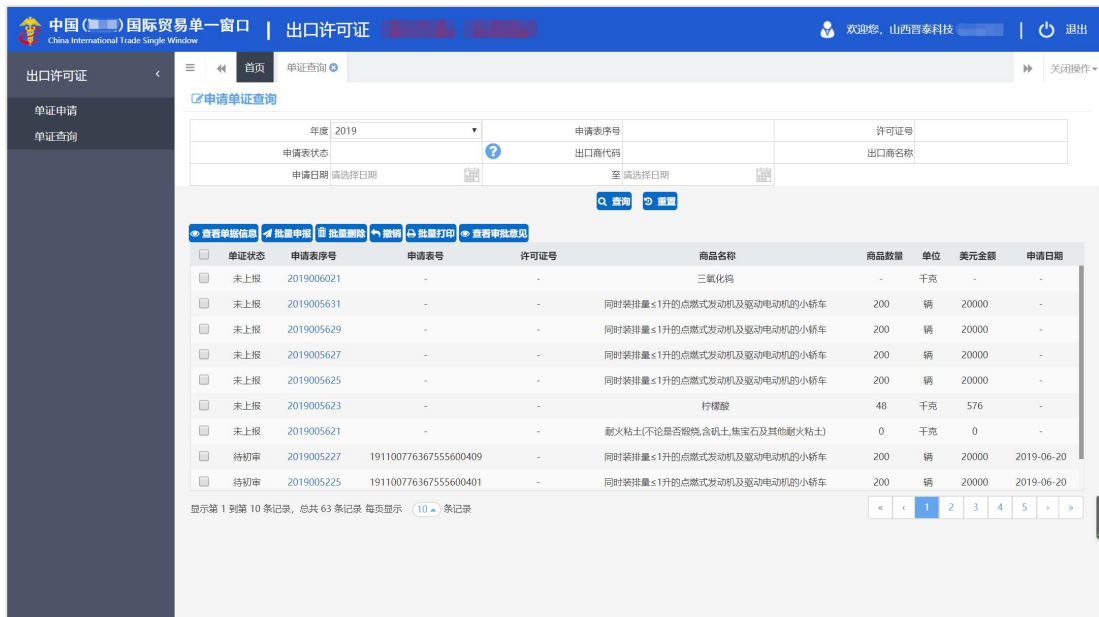 中国( )国际贸易单一窗口 | 出口许可证
China International Trade Single Window
欢迎您，山西晋泰科技 | 退出
出口许可证
单证申请
单证查询
首页 单证查询 关闭操作
申请单证查询
年度 2019 申请表序号 许可证号
申请表状态 ? 出口商代码 出口商名称
申请日期 请选择日期 至 请选择日期
查询 重置
查看单据信息 批量申报 批量删除 撤销 批量打印 查看审批意见
单证状态 申请表序号 申请表号 许可证号 商品名称 商品数量 单位 美元金额 申请日期
未上报 2019006021 - - 三氧化钨 - 千克 - -
未上报 2019005631 - - 同时装排量≤1升的点燃式发动机及驱动电动机的小轿车 200 辆 20000 -
未上报 2019005629 - - 同时装排量≤1升的点燃式发动机及驱动电动机的小轿车 200 辆 20000 -
未上报 2019005627 - - 同时装排量≤1升的点燃式发动机及驱动电动机的小轿车 200 辆 20000 -
未上报 2019005625 - - 同时装排量≤1升的点燃式发动机及驱动电动机的小轿车 200 辆 20000 -
未上报 2019005623 - - 柠檬酸 48 千克 576 -
未上报 2019005621 - - 耐火粘土(不论是否煅烧,含矾土,焦宝石及其他耐火粘土) 0 千克 0 -
待初审 2019005227 191100776367555600409 - 同时装排量≤1升的点燃式发动机及驱动电动机的小轿车 200 辆 20000 2019-06-20
待初审 2019005225 191100776367555600401 - 同时装排量≤1升的点燃式发动机及驱动电动机的小轿车 200 辆 20000 2019-06-20
显示第 1 到第 10 条记录，总共 63 条记录 每页显示 10 条记录 « ‹ 1 2 3 4 5 › »